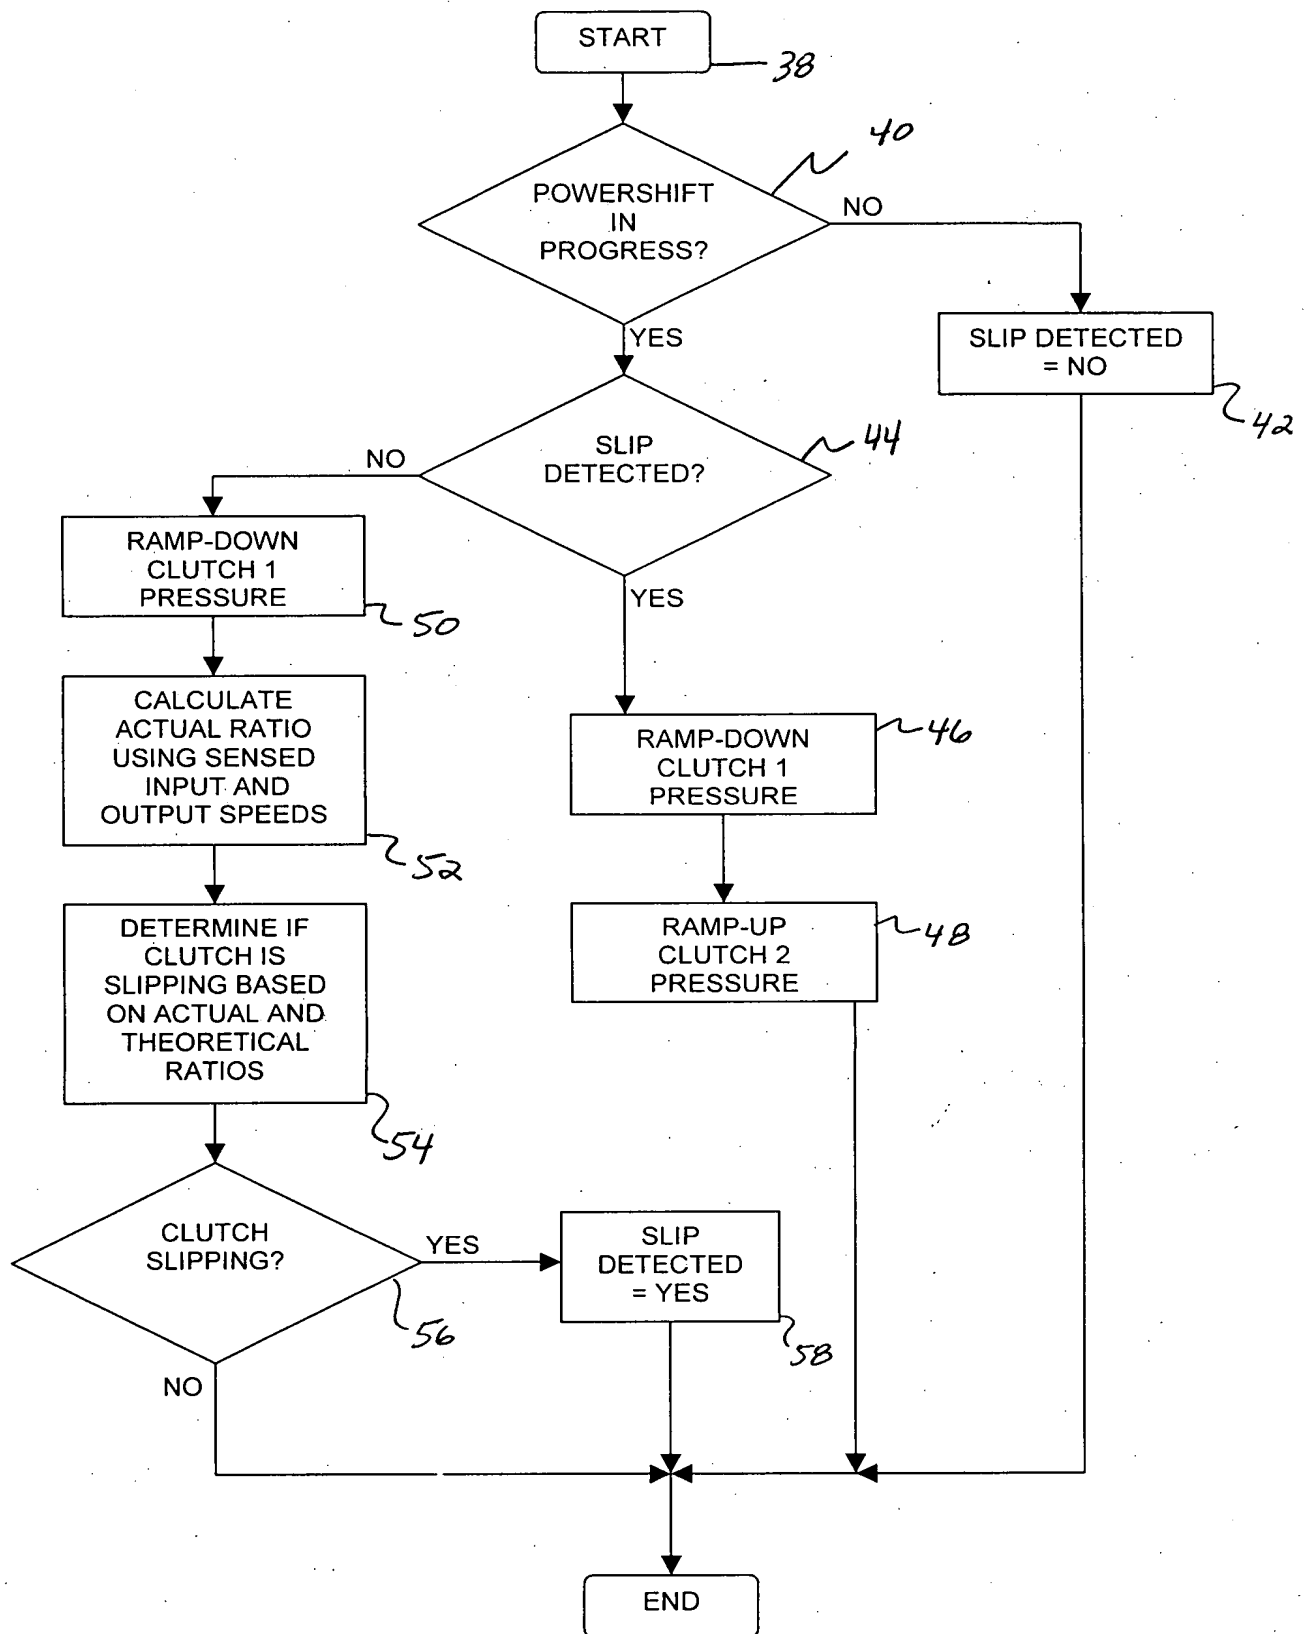 START
38
40
POWERSHIFT
IN
PROGRESS?
NO
YES
SLIP DETECTED
= NO
42
SLIP
DETECTED?
44
NO
YES
RAMP-DOWN
CLUTCH 1
PRESSURE
50
CALCULATE
ACTUAL RATIO
USING SENSED
INPUT AND
OUTPUT SPEEDS
52
RAMP-DOWN
CLUTCH 1
PRESSURE
46
RAMP-UP
CLUTCH 2
PRESSURE
48
DETERMINE IF
CLUTCH IS
SLIPPING BASED
ON ACTUAL AND
THEORETICAL
RATIOS
54
CLUTCH
SLIPPING?
56
YES
NO
SLIP
DETECTED
= YES
58
END